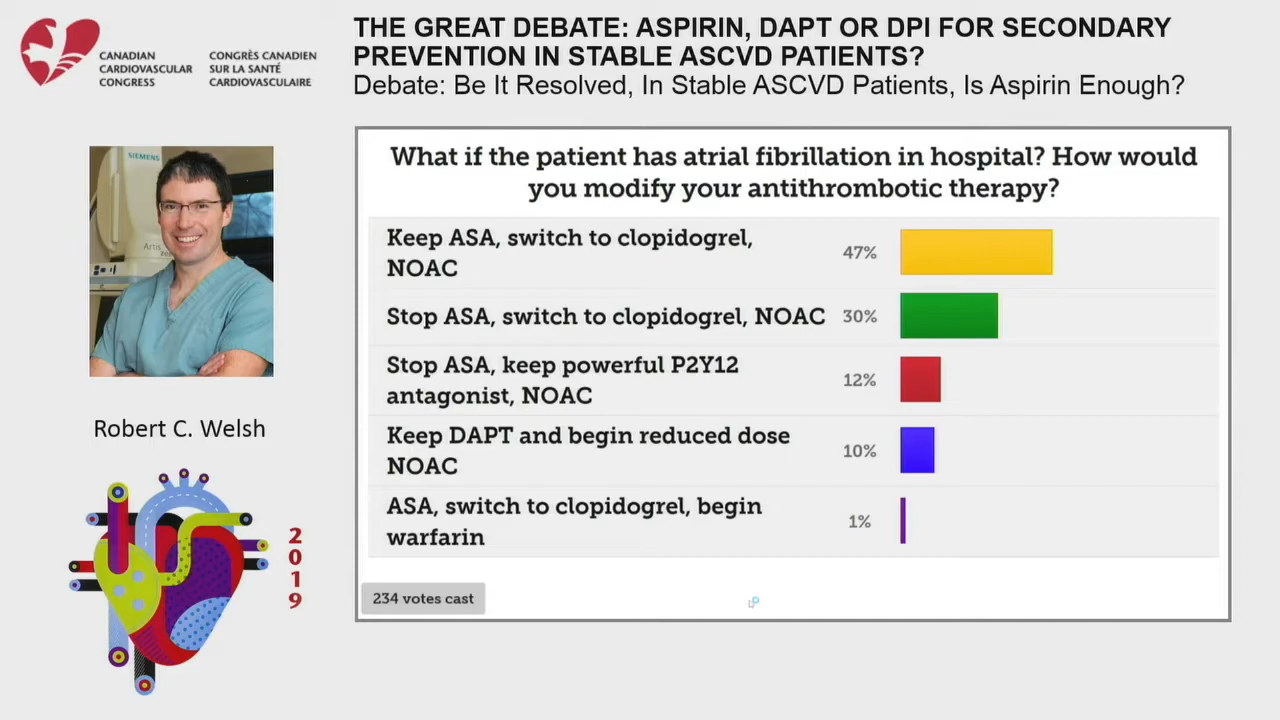 THE GREAT DEBATE: ASPIRIN, DAPT OR DPI FOR SECONDARY
PREVENTION IN STABLE ASCVD PATIENTS?
Debate: Be It Resolved, In Stable ASCVD Patients, Is Aspirin Enough?
CANADIAN
CARDIOVASCULAR
CONGRESS
CONGRÈS CANADIEN
SUR LA SANTÉ
CARDIOVASCULAIRE
SIEMENS
Artis
Robert C. Welsh
2
0
1
9
What if the patient has atrial fibrillation in hospital? How would
you modify your antithrombotic therapy?
Keep ASA, switch to clopidogrel,
NOAC
47%
Stop ASA, switch to clopidogrel, NOAC 30%
Stop ASA, keep powerful P2Y12
antagonist, NOAC
12%
Keep DAPT and begin reduced dose
NOAC
10%
ASA, switch to clopidogrel, begin
warfarin
1%
234 votes cast